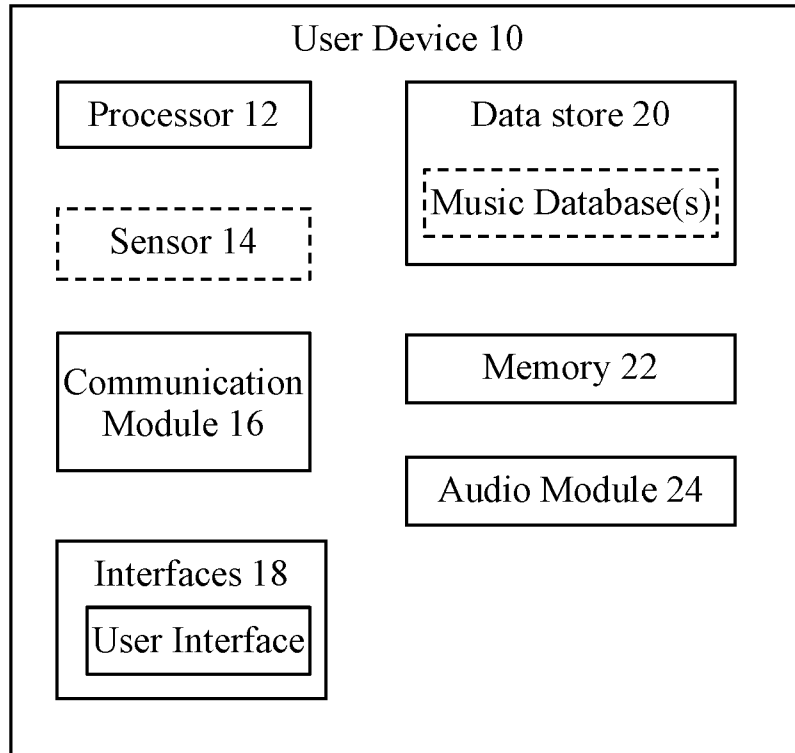 User Device 10
Processor 12
Sensor 14
Communication
Module 16
Interfaces 18
User Interface
Data store 20
Music Database(s)
Memory 22
Audio Module 24